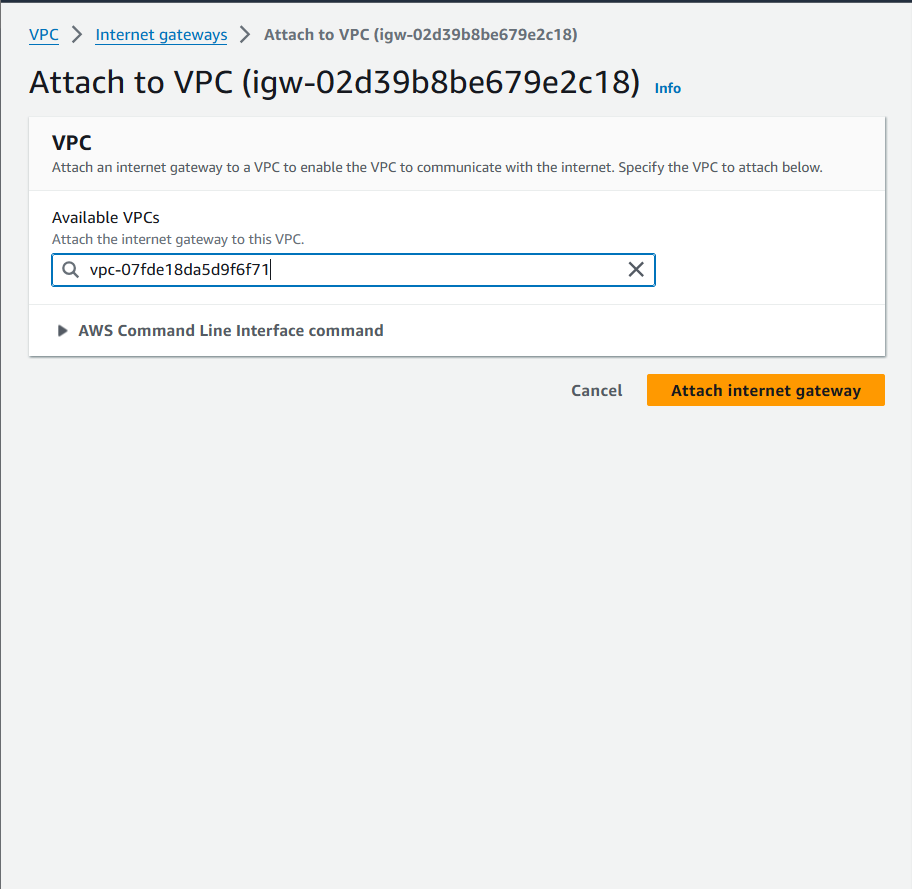 VPC > Internet gateways > Attach to VPC (igw-02d39b8be679e2c18)
Attach to VPC (igw-02d39b8be679e2c18) Info
VPC
Attach an internet gateway to a VPC to enable the VPC to communicate with the internet. Specify the VPC to attach below.
Available VPCs
Attach the internet gateway to this VPC.
vpc-07fde18da5d9f6f71
AWS Command Line Interface command
Cancel Attach internet gateway